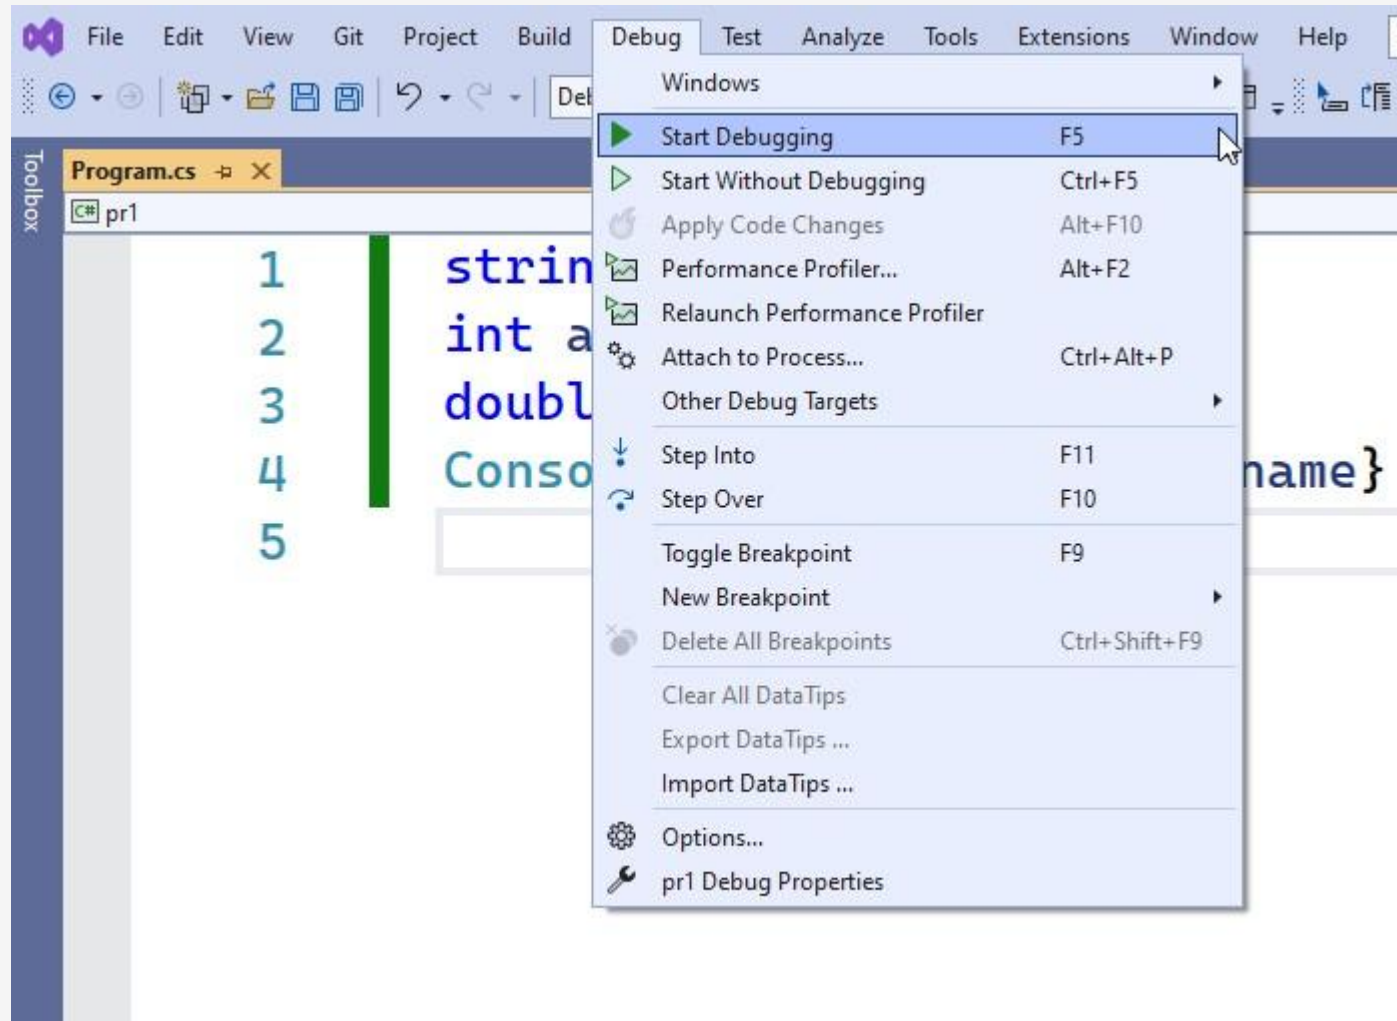 File Edit View Git Project Build Debug Test Analyze Tools Extensions Window Help
Windows
Start Debugging F5
Program.cs
Start Without Debugging Ctrl+F5
Toolbox
C# pr1
Apply Code Changes Alt+F10
1
Performance Profiler... Alt+F2
Relaunch Performance Profiler
2 int
Attach to Process... Ctrl+Alt+P
3
Other Debug Targets
4 name}
Step Into F11
Step Over F10
5
Toggle Breakpoint F9
New Breakpoint
Delete All Breakpoints Ctrl+Shift+F9
Clear All DataTips
Export DataTips ...
Import DataTips ...
Options...
pr1 Debug Properties